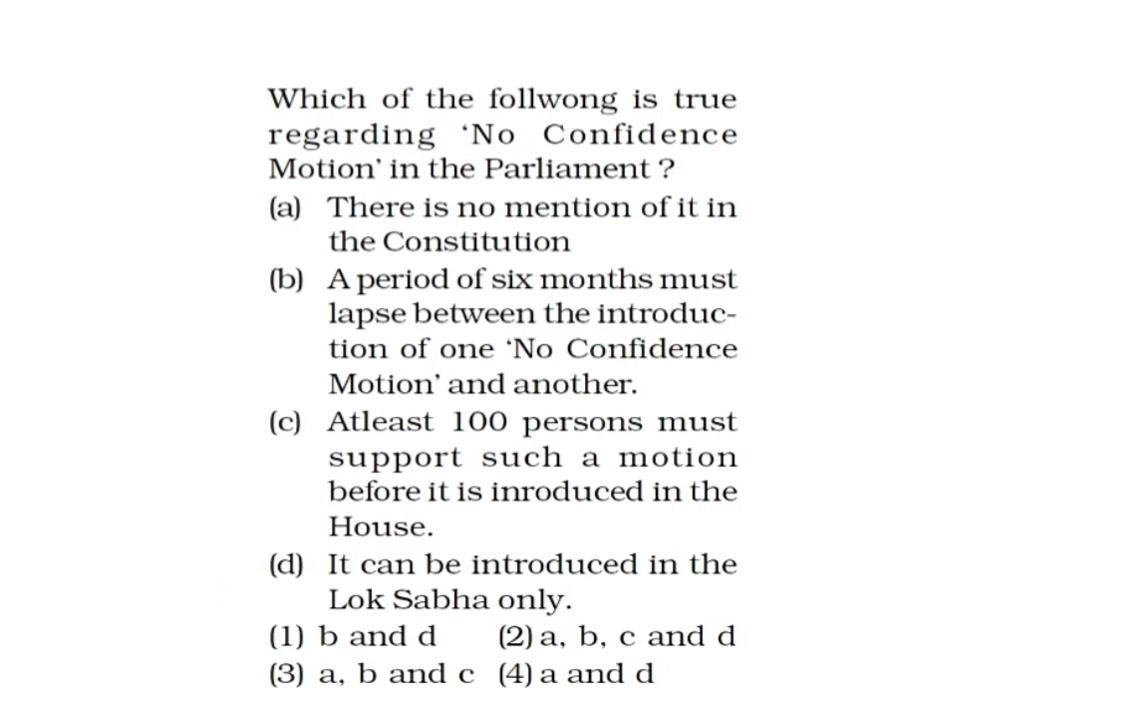 Which of the follwong is true
regarding ‘No Confidence
Motion’ in the Parliament ?
(a) There is no mention of it in
the Constitution
(b) A period of six months must
lapse between the introduc-
tion of one ‘No Confidence
Motion’ and another.
(c) Atleast 100 persons must
support such a motion
before it is inroduced in the
House.
(d) It can be introduced in the
Lok Sabha only.
(1) b and d (2) a, b, c and d
(3) a, b and c (4) a and d